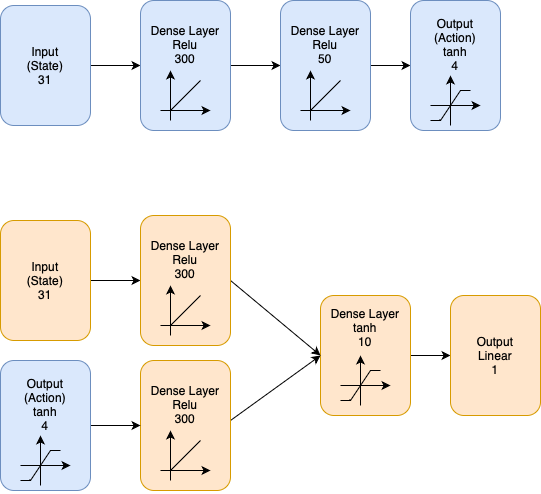 Input
(State)
31
Dense Layer
Relu
300
Dense Layer
Relu
50
Output
(Action)
tanh
4
Input
(State)
31
Dense Layer
Relu
300
Output
(Action)
tanh
4
Dense Layer
Relu
300
Dense Layer
tanh
10
Output
Linear
1